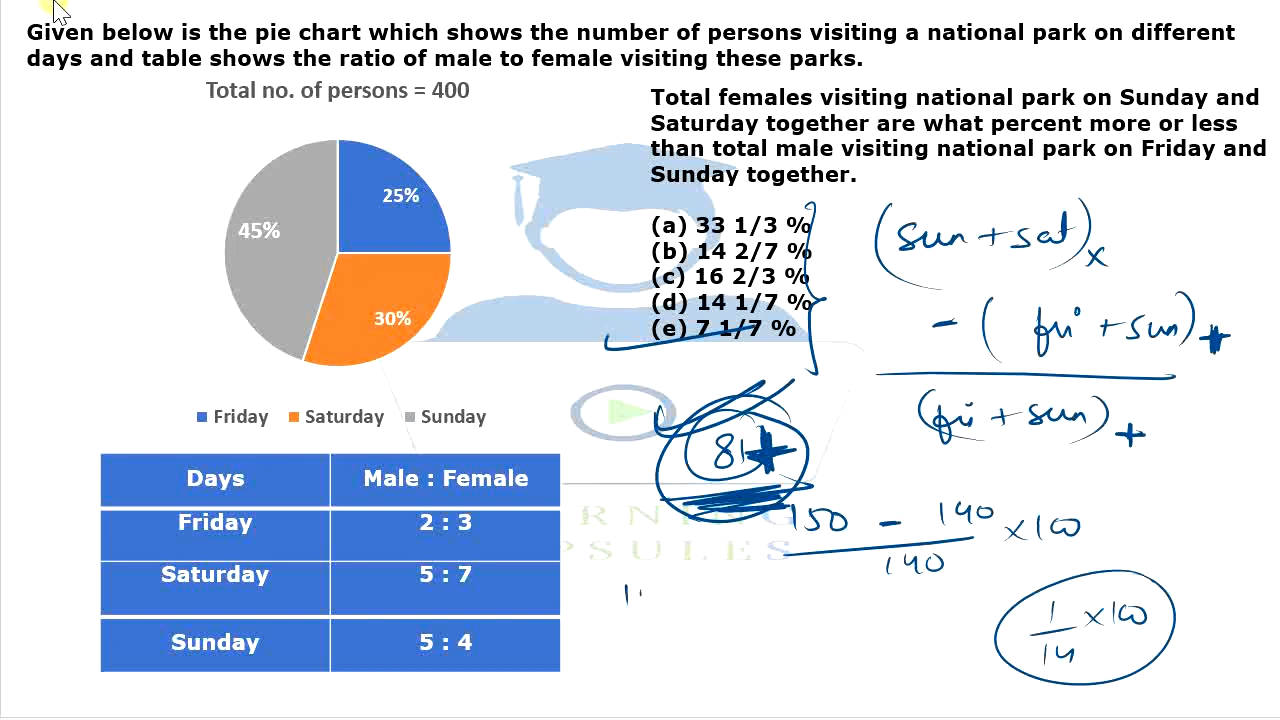 Given below is the pie chart which shows the number of persons visiting a national park on different
days and table shows the ratio of male to female visiting these parks.
Total no. of persons = 400
25%
45%
30%
Friday Saturday Sunday
Days Male : Female
Friday 2 : 3
Saturday 5 : 7
Sunday 5 : 4
Total females visiting national park on Sunday and
Saturday together are what percent more or less
than total male visiting national park on Friday and
Sunday together.
(a) 33 1/3 %
(b) 14 2/7 %
(c) 16 2/3 %
(d) 14 1/7 %
(e) 7 1/7 %
(sun + sat) x
- ( fri + sun) +
(fri + sun) +
81
150 - 140 × 100
140
1 × 100
14
RNING
PSULES